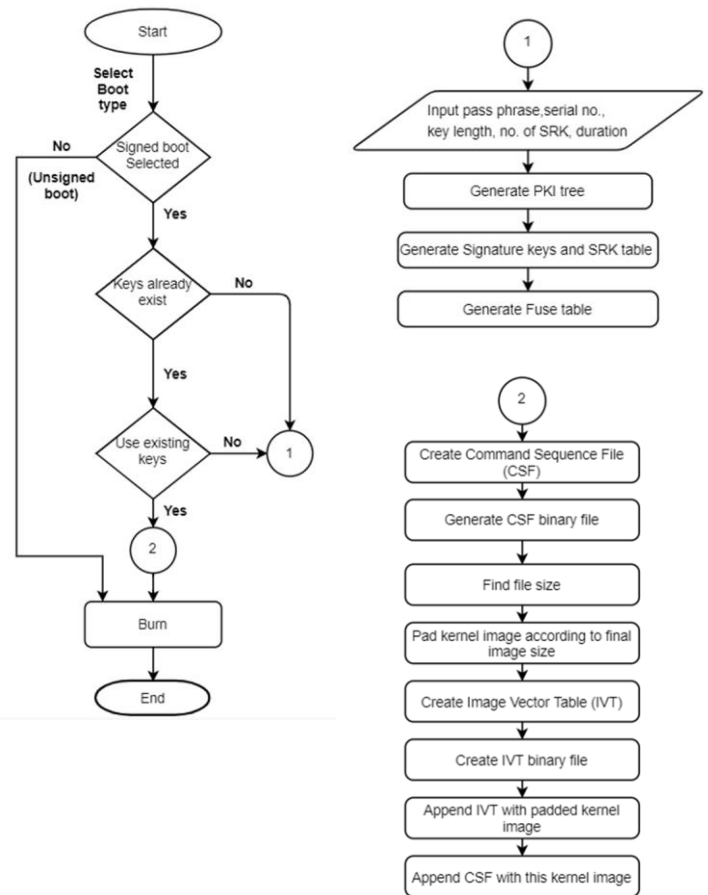 Start
Select
Boot
type
Signed boot
Selected
No
(Unsigned
boot)
Yes
Keys already
exist
No
Yes
Use existing
keys
No
1
Yes
2
Burn
End
1
Input pass phrase,serial no.,
key length, no. of SRK, duration
Generate PKI tree
Generate Signature keys and SRK table
Generate Fuse table
2
Create Command Sequence File
(CSF)
Generate CSF binary file
Find file size
Pad kernel image according to final
image size
Create Image Vector Table (IVT)
Create IVT binary file
Append IVT with padded kernel
image
Append CSF with this kernel image